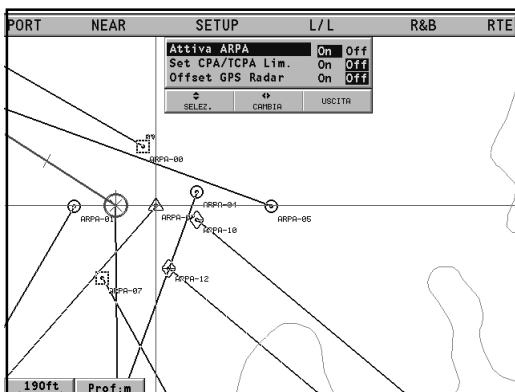 PORT NEAR SETUP L/L R&B RTE
Attiva ARPA On Off
Set CPA/TCPA Lim. On Off
Offset GPS Radar On Off
SELEZ. CAMBIA USCITA
ARPA-00
ARPA-01
ARPA-04
ARPA-05
ARPA-10
ARPA-12
ARPA-07
190ft Prof:m